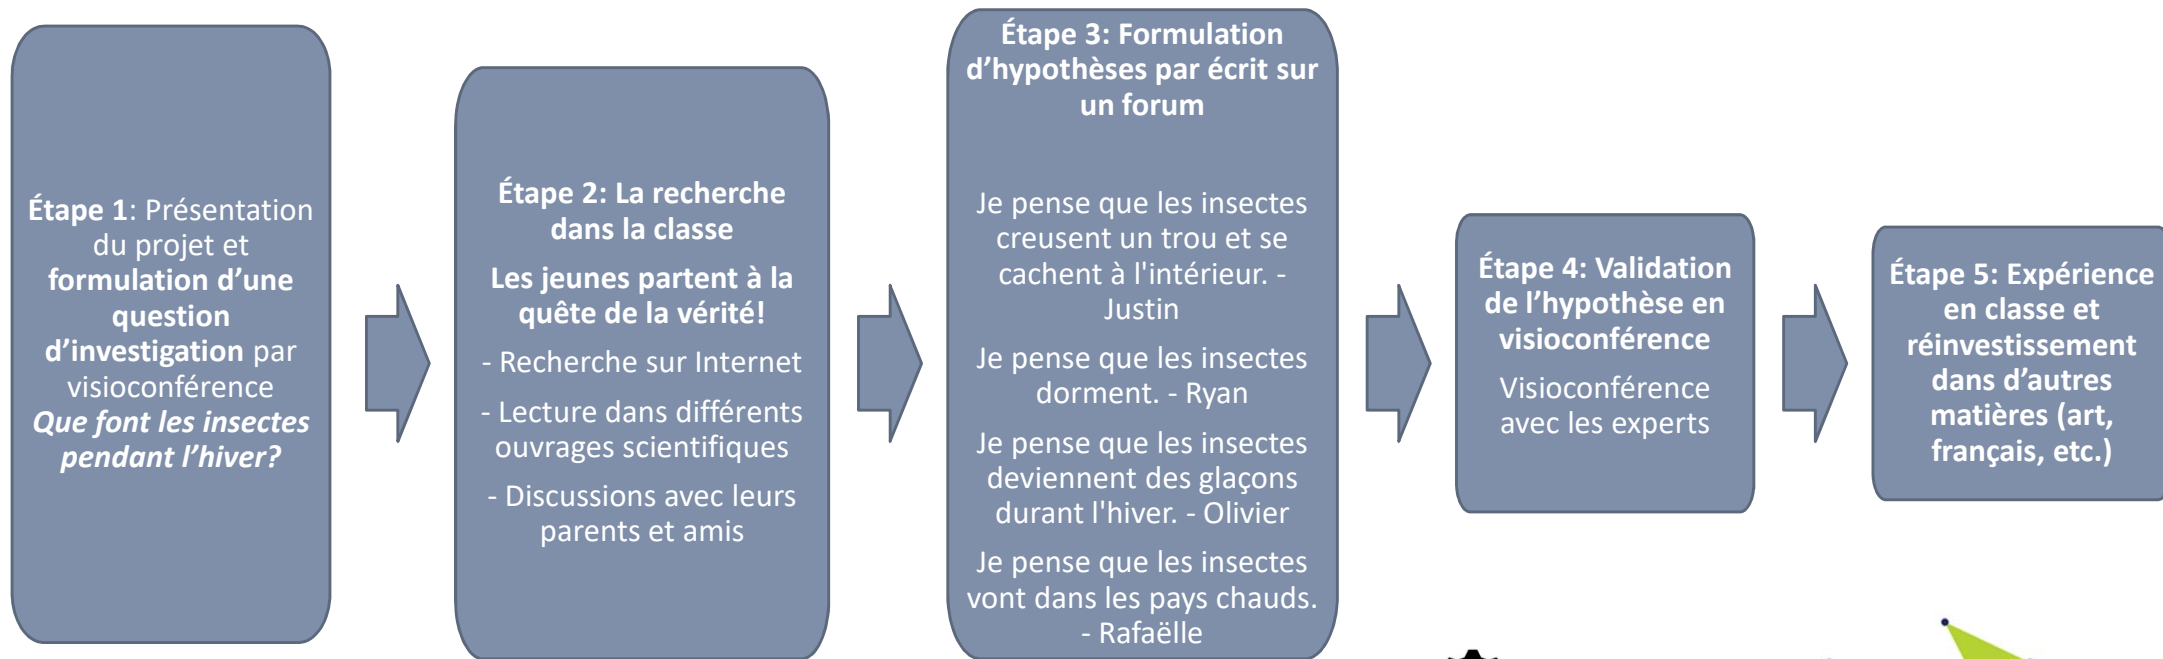 Étape 1: Présentation
du projet et
formulation d’une
question
d’investigation par
visioconférence
Que font les insectes
pendant l’hiver?
Étape 2: La recherche
dans la classe
Les jeunes partent à la
quête de la vérité!
- Recherche sur Internet
- Lecture dans différents
ouvrages scientifiques
- Discussions avec leurs
parents et amis
Étape 3: Formulation
d’hypothèses par écrit sur
un forum
Je pense que les insectes
creusent un trou et se
cachent à l'intérieur. -
Justin
Je pense que les insectes
dorment. - Ryan
Je pense que les insectes
deviennent des glaçons
durant l'hiver. - Olivier
Je pense que les insectes
vont dans les pays chauds.
- Rafaëlle
Étape 4: Validation
de l’hypothèse en
visioconférence
Visioconférence
avec les experts
Étape 5: Expérience
en classe et
réinvestissement
dans d’autres
matières (art,
français, etc.)